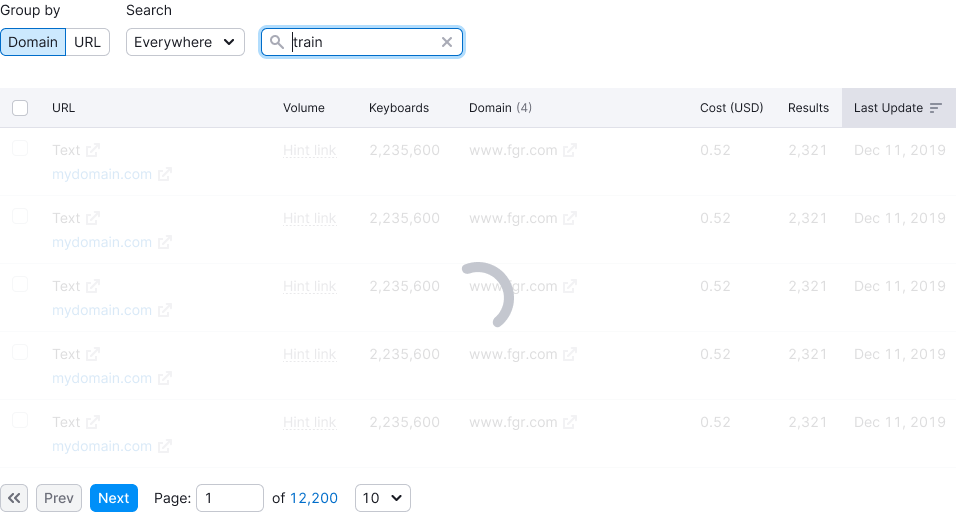 Group by Search
Domain URL Everywhere train
URL Volume Keyboards Domain (4) Cost (USD) Results Last Update
Text Hint link 2,235,600 www.fgr.com 0.52 2,321 Dec 11, 2019
mydomain.com
Text Hint link 2,235,600 www.fgr.com 0.52 2,321 Dec 11, 2019
mydomain.com
Text Hint link 2,235,600 www.fgr.com 0.52 2,321 Dec 11, 2019
mydomain.com
Text Hint link 2,235,600 www.fgr.com 0.52 2,321 Dec 11, 2019
mydomain.com
Text Hint link 2,235,600 www.fgr.com 0.52 2,321 Dec 11, 2019
mydomain.com
Prev Next Page: 1 of 12,200 10